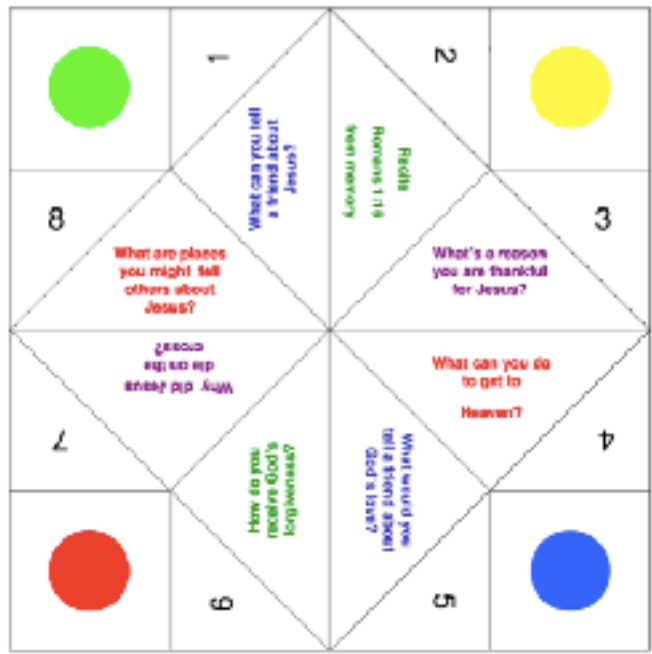 1
2
What can you tell
a friend about
Jesus?
Recite
Romans 1:16
from memory
8
3
What are places
you might tell
others about
Jesus?
What's a reason
you are thankful
for Jesus?
Why did Jesus
die on the
cross?
What can you do
to get to
Heaven?
7
4
How do you
receive God's
forgiveness?
What would you
tell a friend about
God's love?
6
5